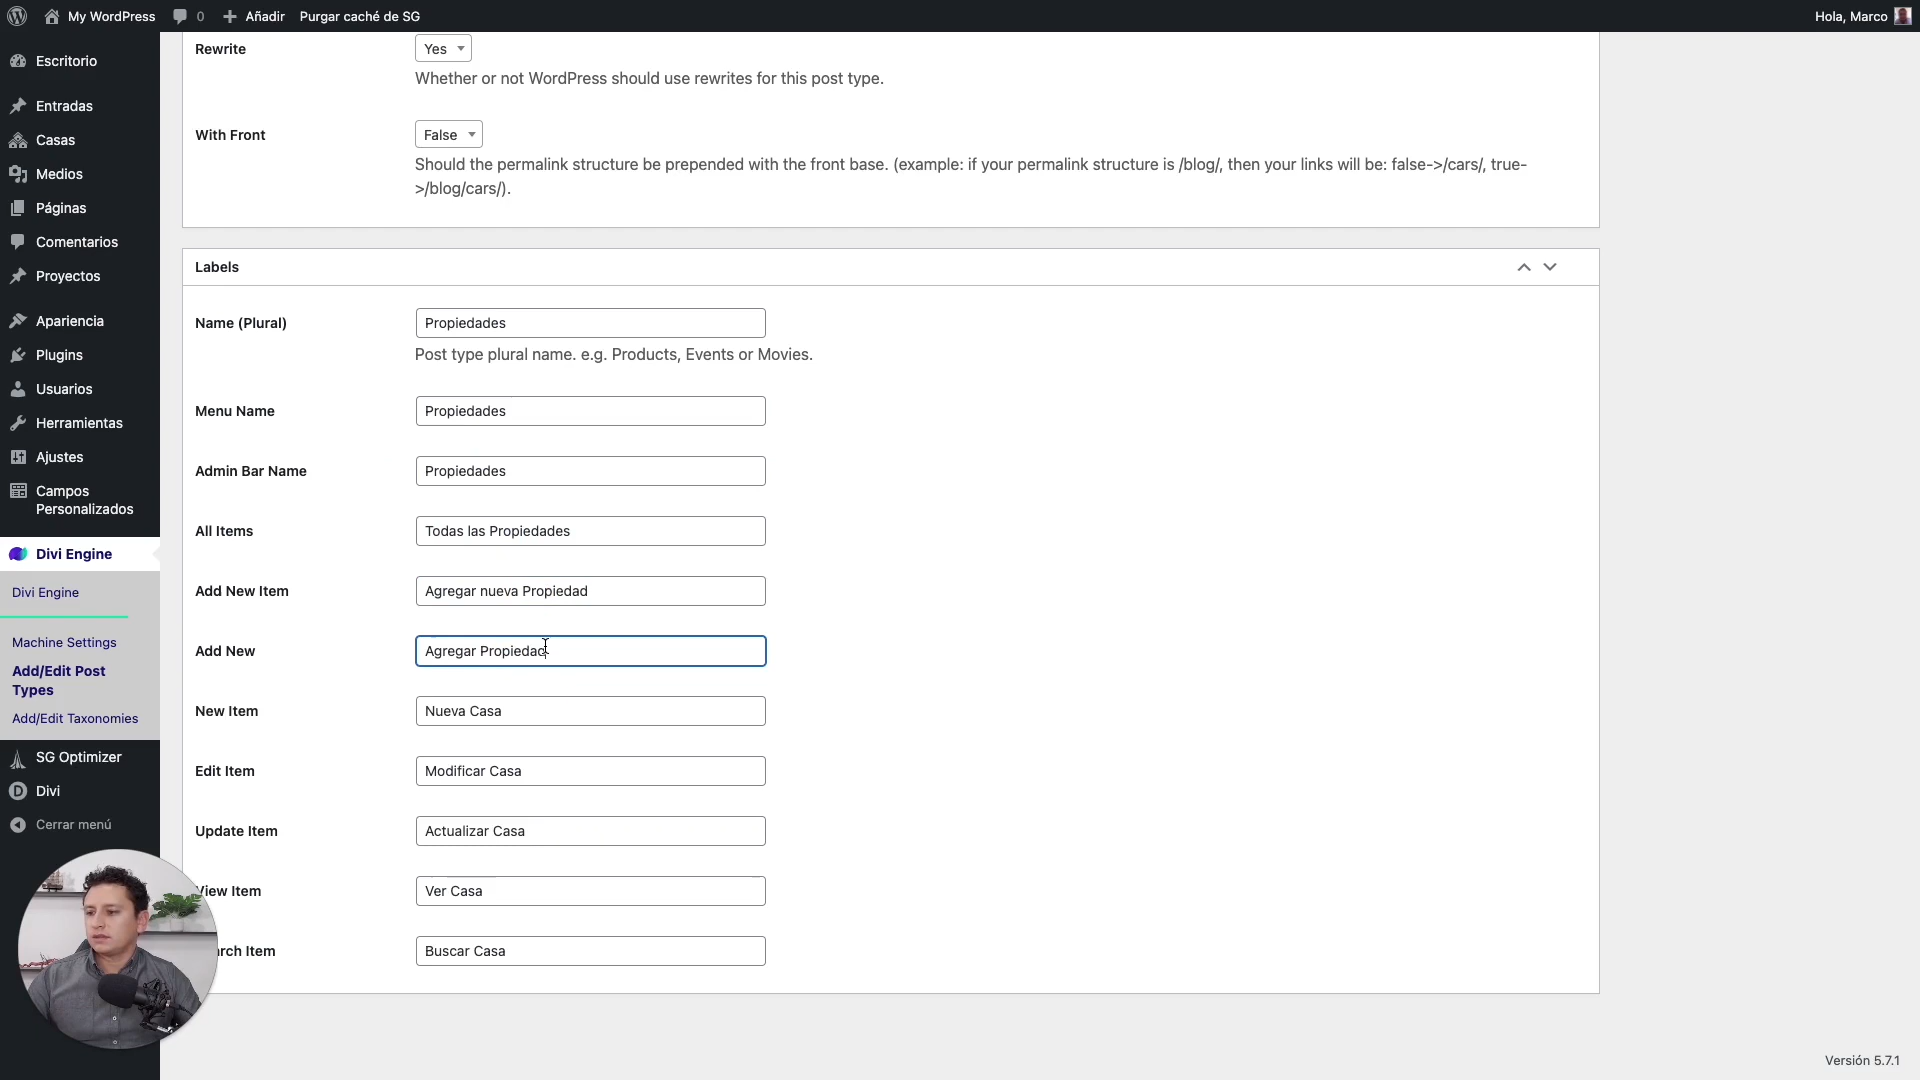 My WordPress
0
Añadir
Purgar caché de SG
Hola, Marco
Escritorio
Entradas
Casas
Medios
Páginas
Comentarios
Proyectos
Apariencia
Plugins
Usuarios
Herramientas
Ajustes
Campos
Personalizados
Divi Engine
Divi Engine
Machine Settings
Add/Edit Post
Types
Add/Edit Taxonomies
SG Optimizer
Divi
Cerrar menú
Rewrite
Yes
Whether or not WordPress should use rewrites for this post type.
With Front
False
Should the permalink structure be prepended with the front base. (example: if your permalink structure is /blog/, then your links will be: false->/cars/, true-
>/blog/cars/).
Labels
Name (Plural)
Propiedades
Post type plural name. e.g. Products, Events or Movies.
Menu Name
Propiedades
Admin Bar Name
Propiedades
All Items
Todas las Propiedades
Add New Item
Agregar nueva Propiedad
Add New
Agregar Propiedad
New Item
Nueva Casa
Edit Item
Modificar Casa
Update Item
Actualizar Casa
View Item
Ver Casa
rch Item
Buscar Casa
Versión 5.7.1